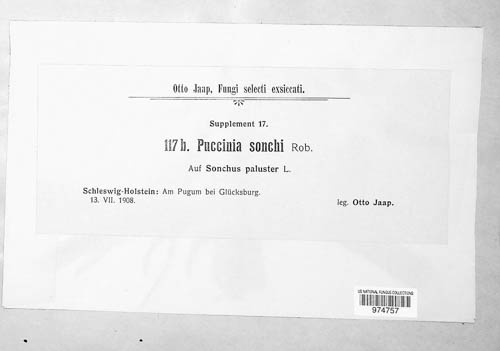 Otto Jaap, Fungi selecti exsiccati.
Supplement 17.
117 b. Puccinia sonchi Rob.
Auf Sonchus paluster L.
Schleswig-Holstein: Am Pugum bei Glücksburg.
13. VII. 1908.
leg. Otto Jaap.
US NATIONAL FUNGUS COLLECTIONS
974757